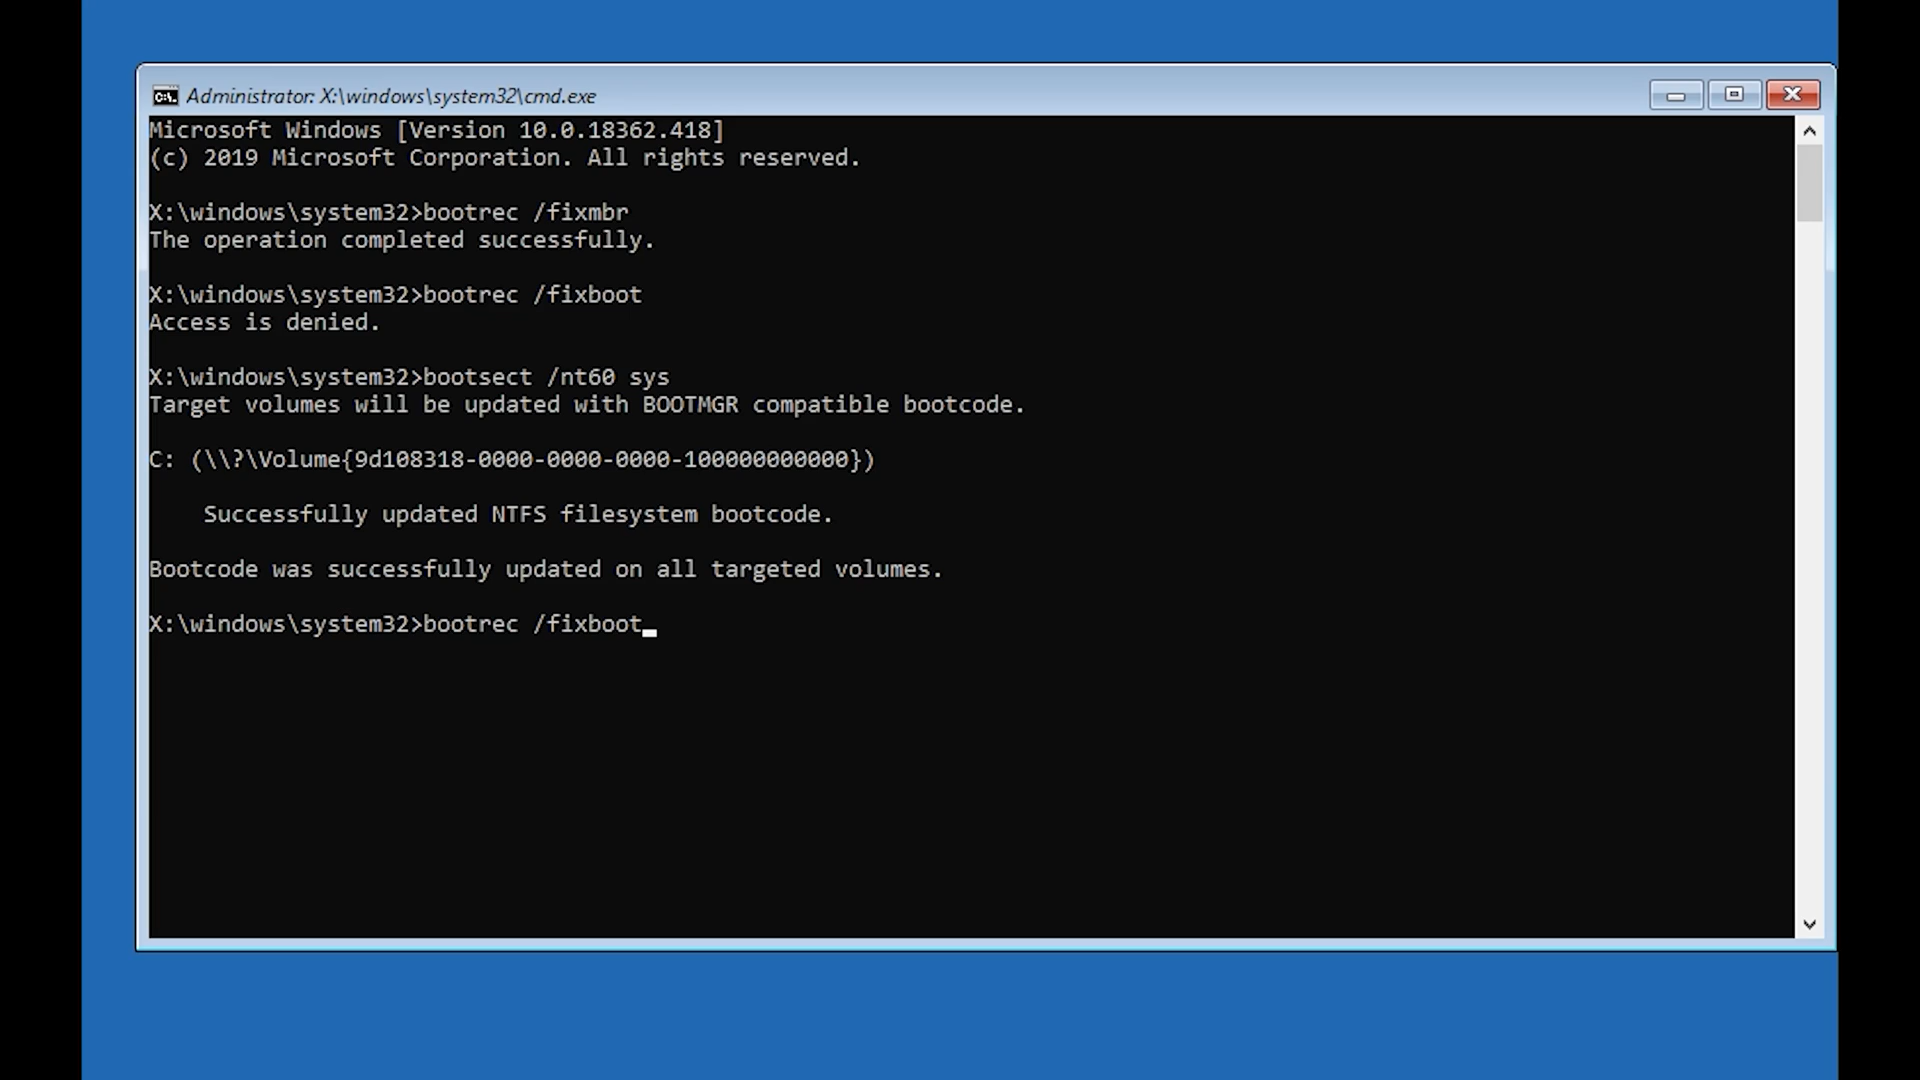 Administrator: X:\windows\system32\cmd.exe
Microsoft Windows [Version 10.0.18362.418]
(c) 2019 Microsoft Corporation. All rights reserved.
X:\windows\system32>bootrec /fixmbr
The operation completed successfully.
X:\windows\system32>bootrec /fixboot
Access is denied.
X:\windows\system32>bootsect /nt60 sys
Target volumes will be updated with BOOTMGR compatible bootcode.
C: (\\?\Volume{9d108318-0000-0000-0000-100000000000})
Successfully updated NTFS filesystem bootcode.
Bootcode was successfully updated on all targeted volumes.
X:\windows\system32>bootrec /fixboot